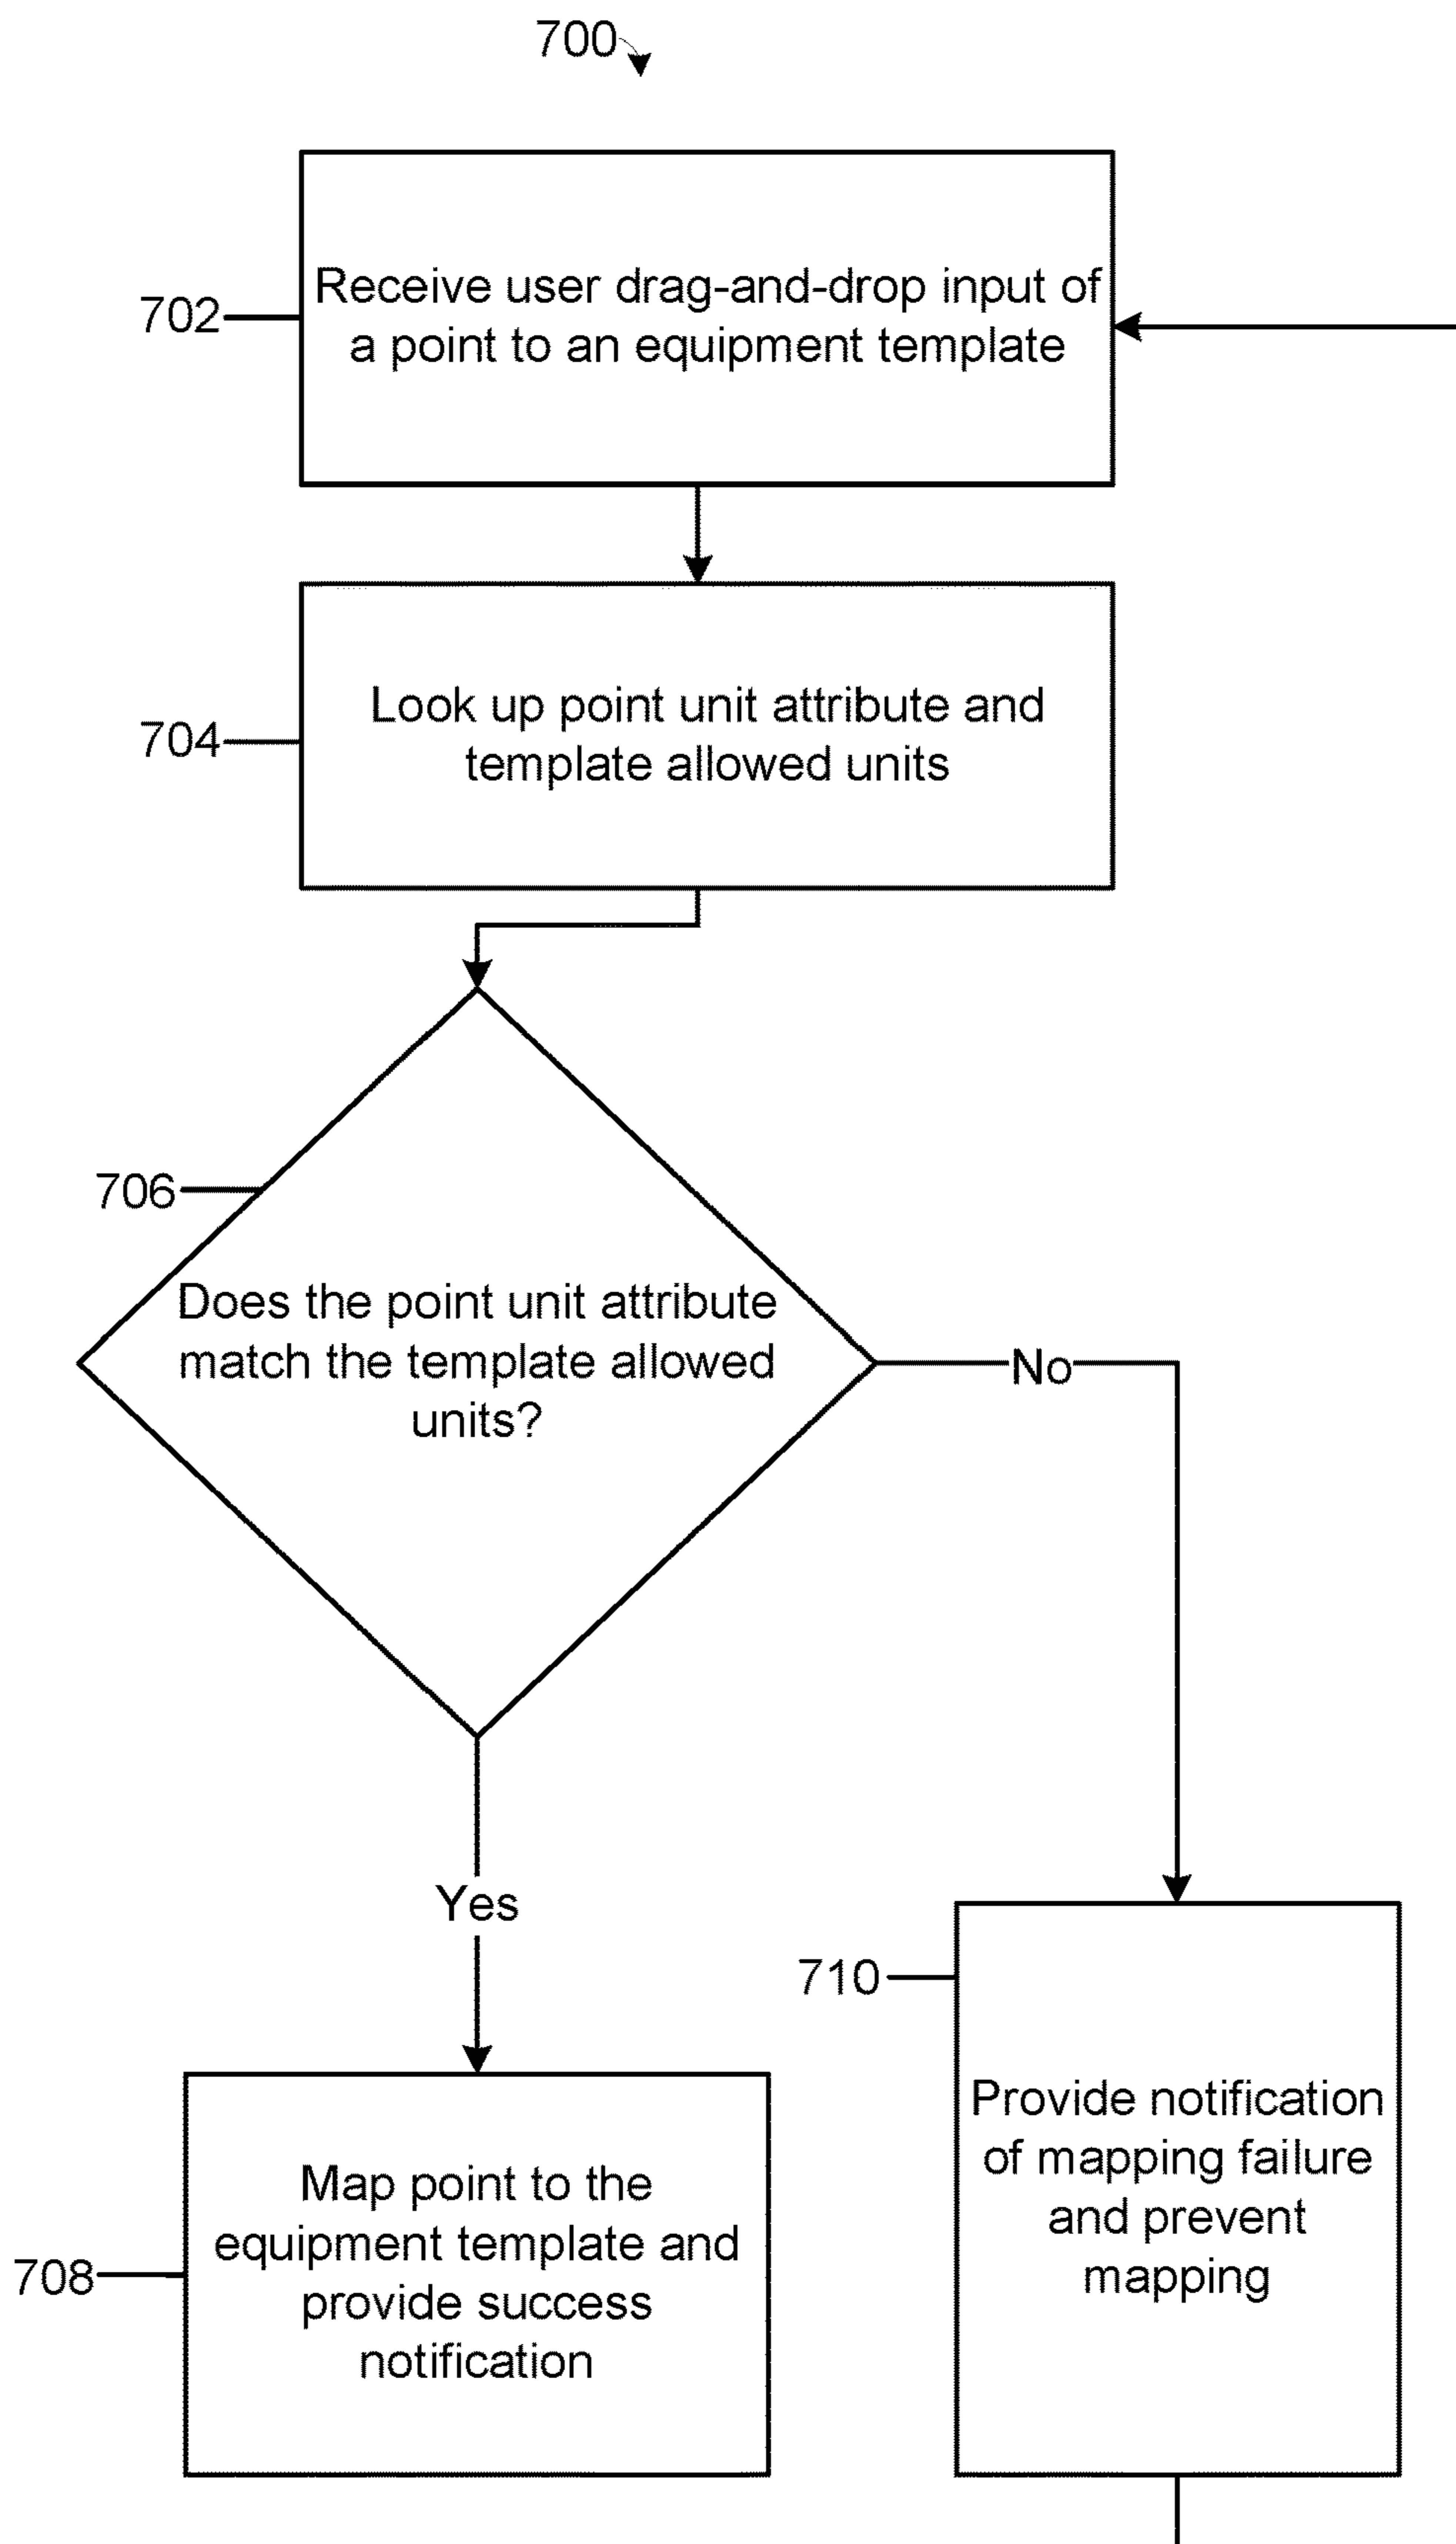 700
702
Receive user drag-and-drop input of
a point to an equipment template
704
Look up point unit attribute and
template allowed units
706
Does the point unit attribute
match the template allowed
units?
No
Yes
710
Provide notification
of mapping failure
and prevent
mapping
708
Map point to the
equipment template and
provide success
notification